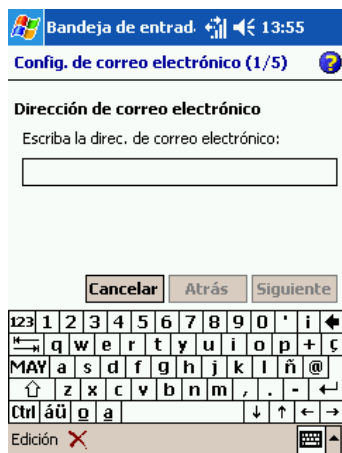 Bandeja de entrad. 13:55
Config. de correo electrónico (1/5) ?
Dirección de correo electrónico
Escriba la direc. de correo electrónico:
Cancelar Atrás Siguiente
123 1 2 3 4 5 6 7 8 9 0 ' i
q w e r t y u i o p + ç
MAY a s d f g h j k l ñ @
z x c v b n m , . -
Ctrl áü o a ↓ ↑ ← →
Edición